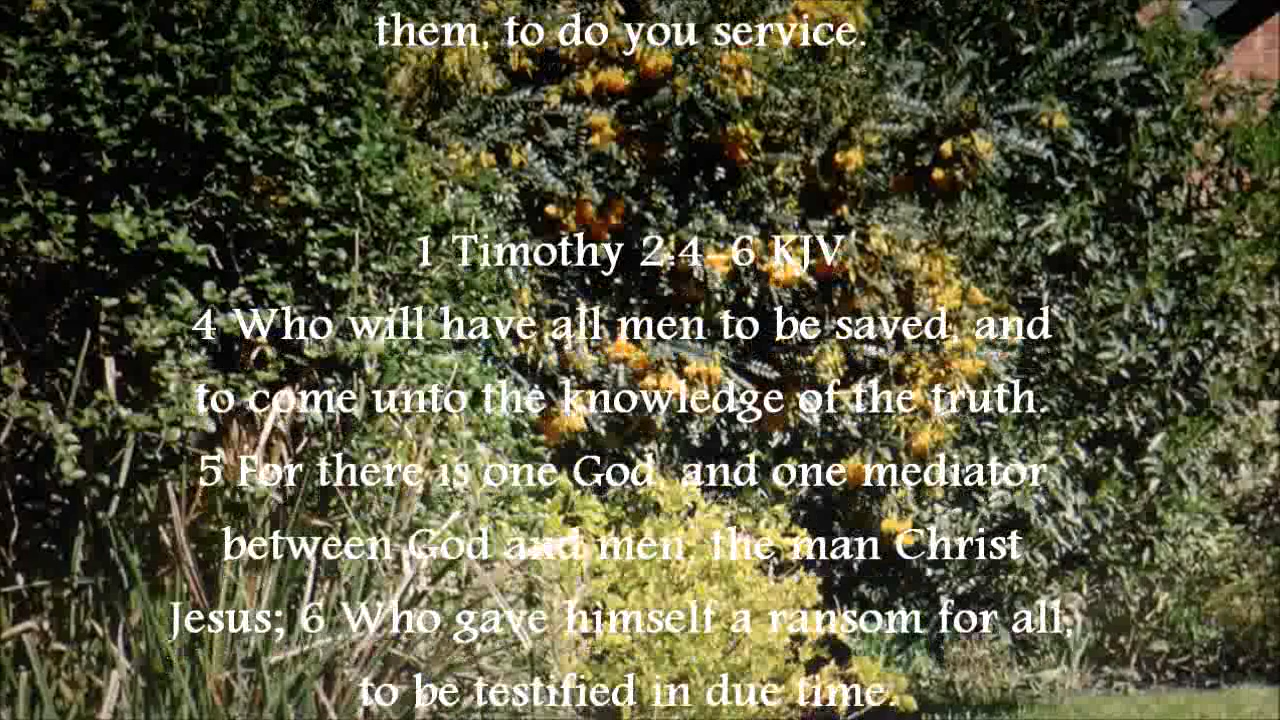 them, to do you service.
1 Timothy 2:4-6 KJV
4 Who will have all men to be saved, and
to come unto the knowledge of the truth.
5 For there is one God, and one mediator
between God and men, the man Christ
Jesus; 6 Who gave himself a ransom for all,
to be testified in due time.